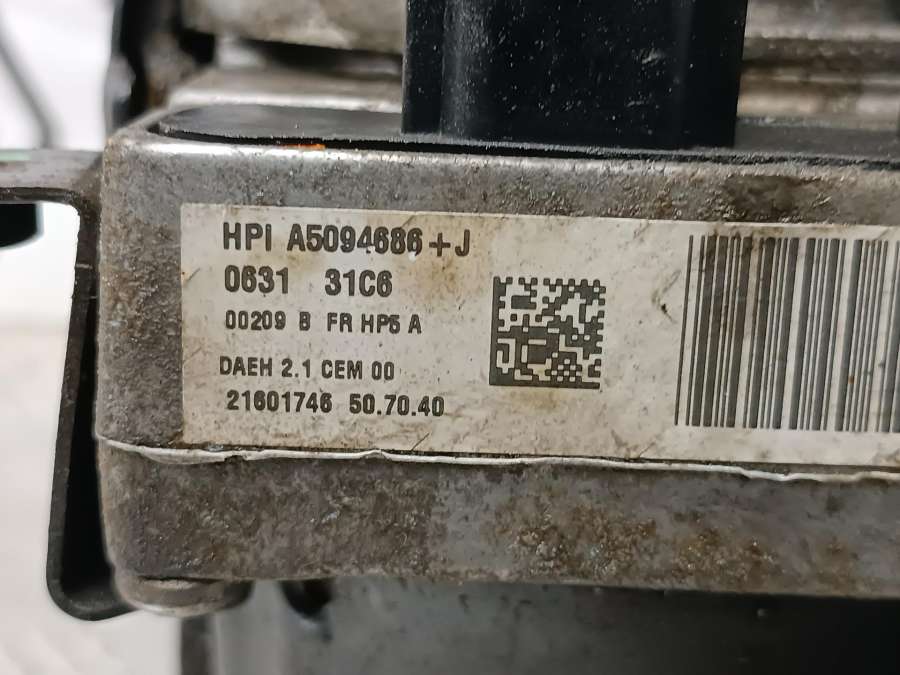 HPI A5094686+J
0631 31C6
00209 B FR HP5 A
DAEH 2.1 CEM 00
21601746 50.70.40